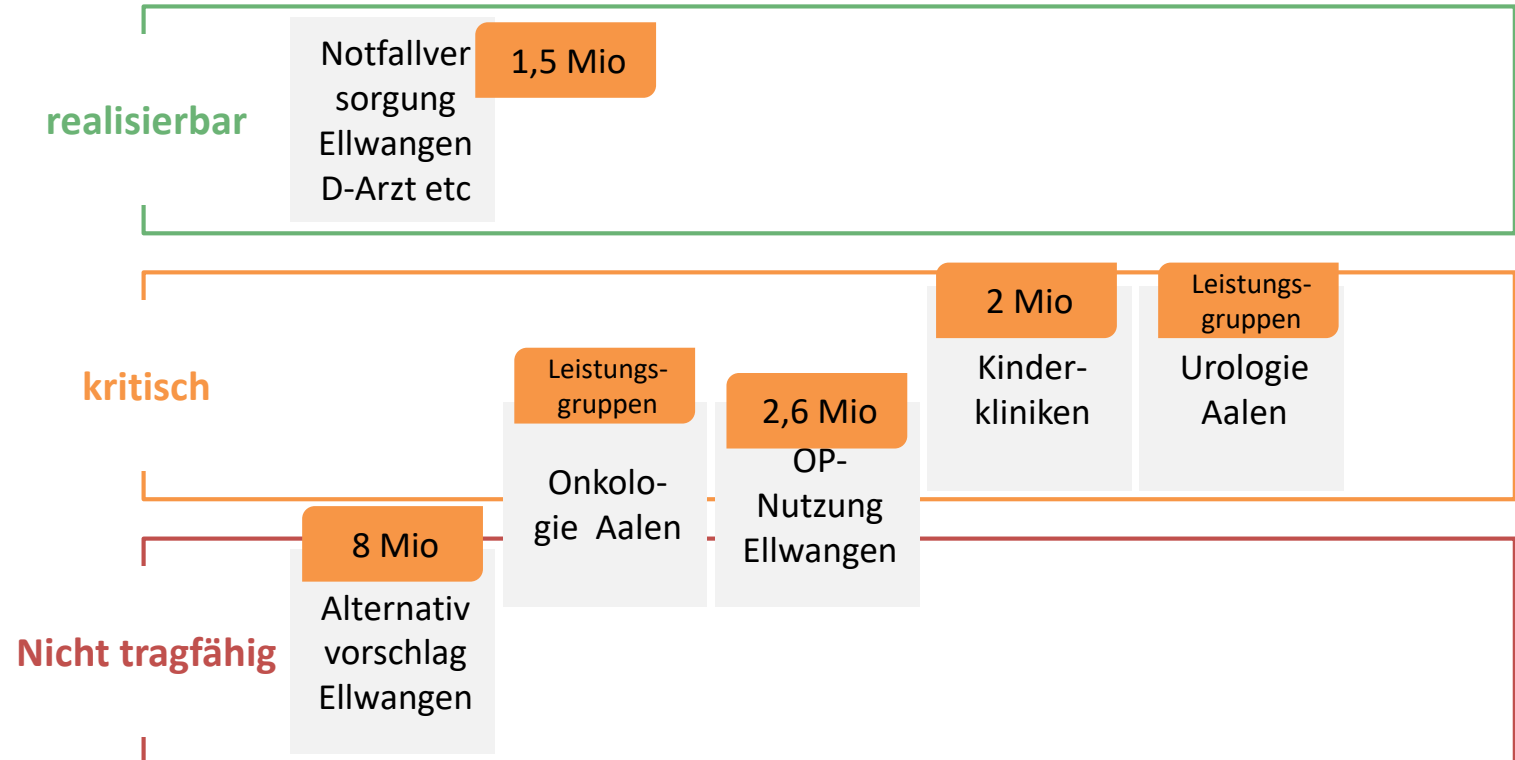 realisierbar
Notfallver
sorgung
Ellwangen
D-Arzt etc
1,5 Mio
kritisch
Leistungs-
gruppen
Onkolo-
gie Aalen
2,6 Mio
OP-
Nutzung
Ellwangen
2 Mio
Kinder-
kliniken
Leistungs-
gruppen
Urologie
Aalen
Nicht tragfähig
8 Mio
Alternativ
vorschlag
Ellwangen